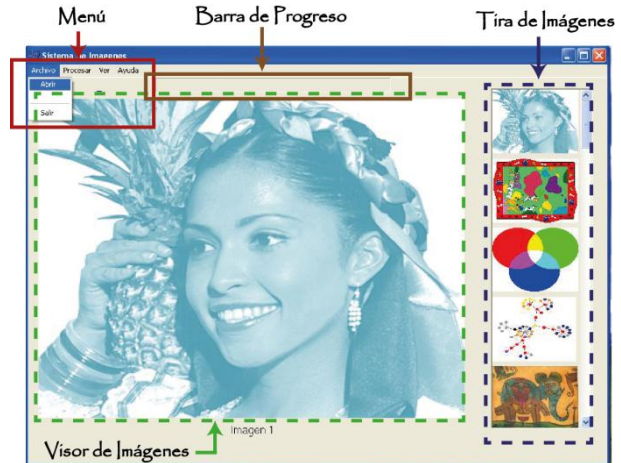 Menú
Barra de Progreso
Tira de Imágenes
Sistema de Imagenes
Archivo Procesar Ver Ayuda
Abrir
Salir
Imagen 1
Visor de Imágenes